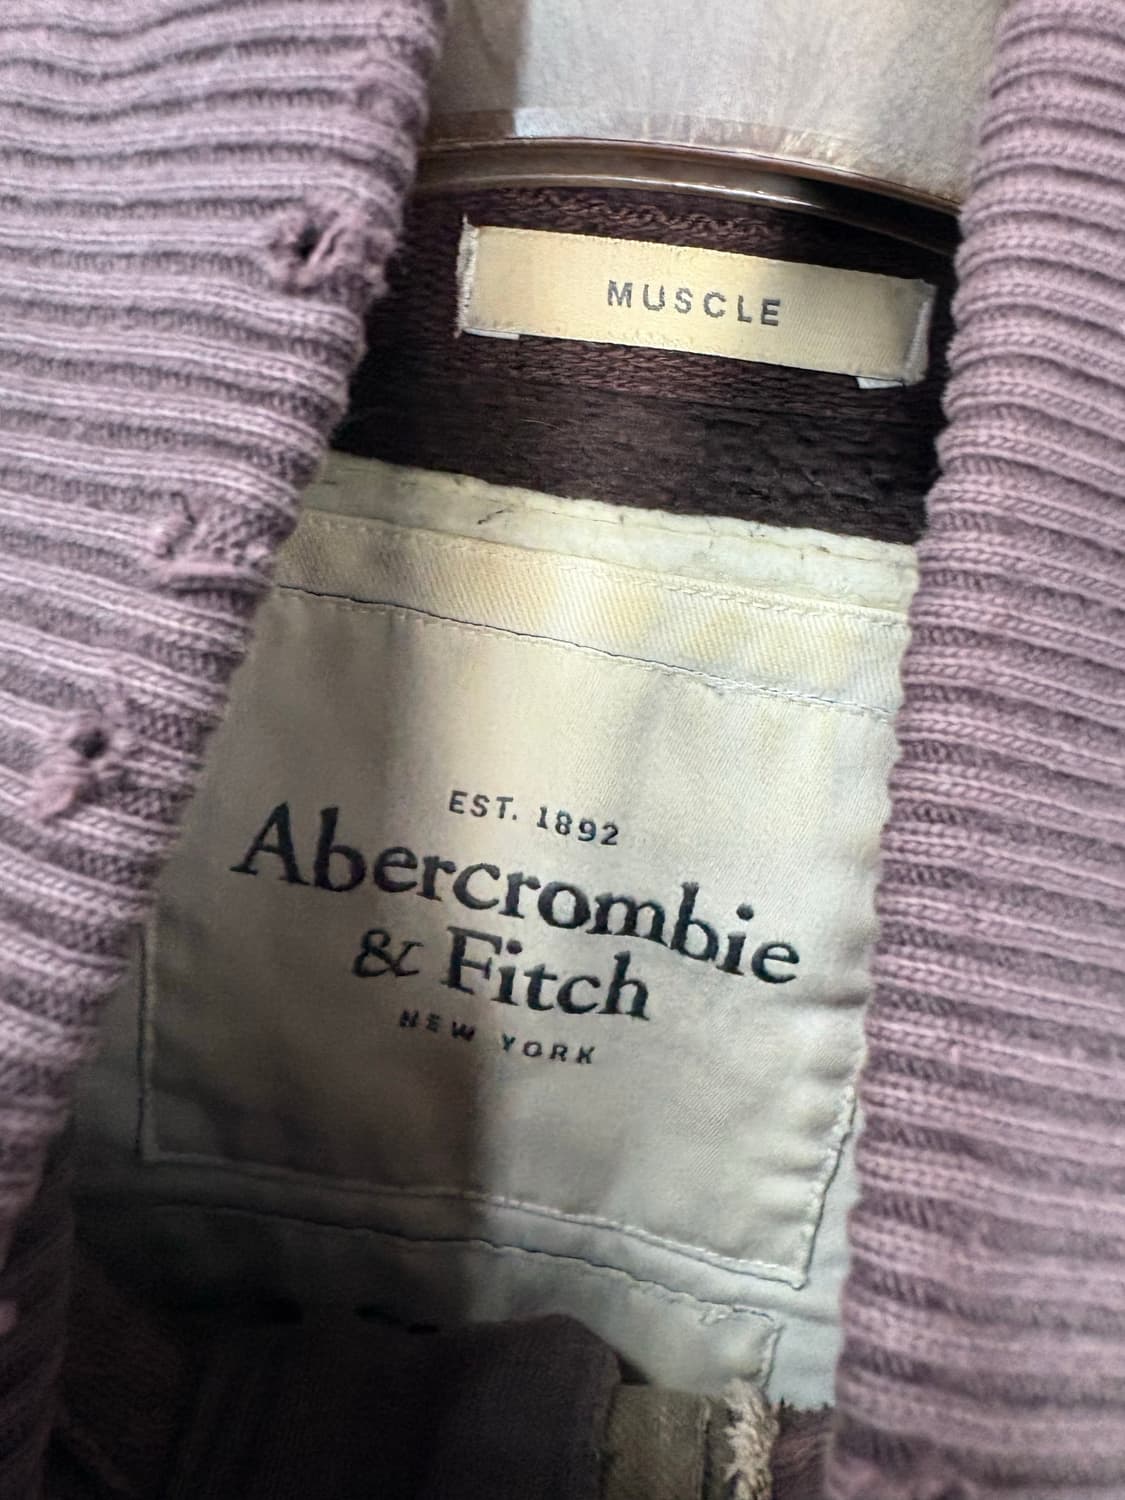 MUSCLE
EST. 1892
Abercrombie
& Fitch
NEW YORK